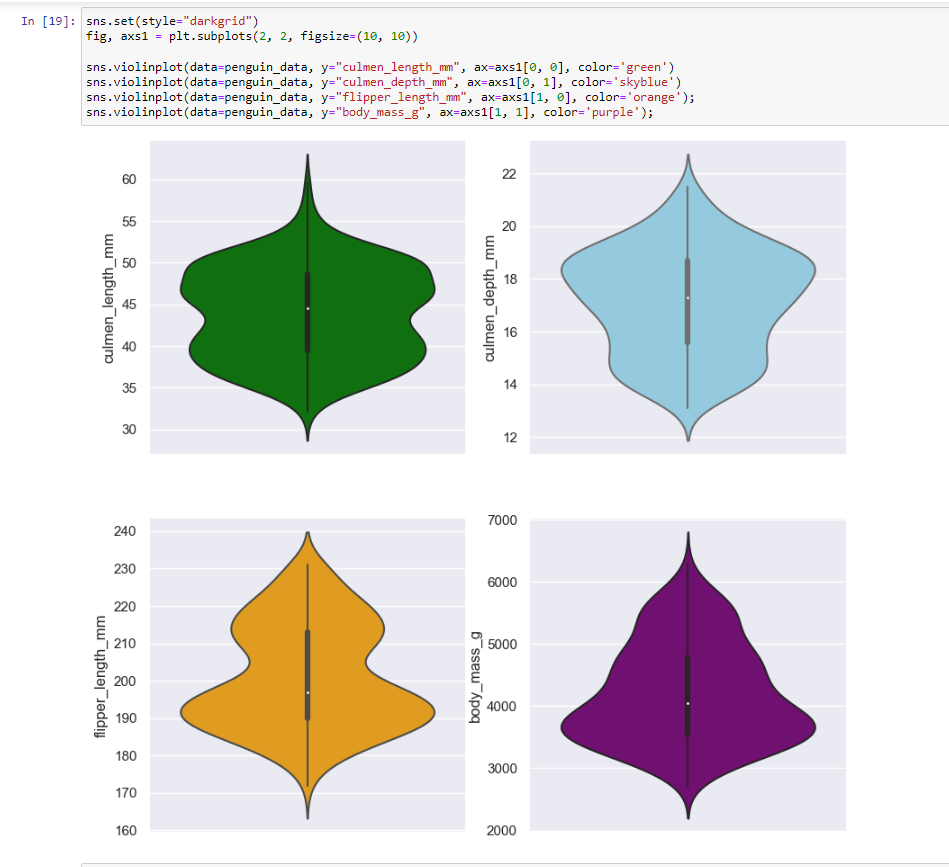 In [19]: sns.set(style="darkgrid")
fig, axs1 = plt.subplots(2, 2, figsize=(10, 10))
sns.violinplot(data=penguin_data, y="culmen_length_mm", ax=axs1[0, 0], color='green')
sns.violinplot(data=penguin_data, y="culmen_depth_mm", ax=axs1[0, 1], color='skyblue')
sns.violinplot(data=penguin_data, y="flipper_length_mm", ax=axs1[1, 0], color='orange');
sns.violinplot(data=penguin_data, y="body_mass_g", ax=axs1[1, 1], color='purple');
culmen_length_mm
60
55
50
45
40
35
30
culmen_depth_mm
22
20
18
16
14
12
flipper_length_mm
240
230
220
210
200
190
180
170
160
body_mass_g
7000
6000
5000
4000
3000
2000